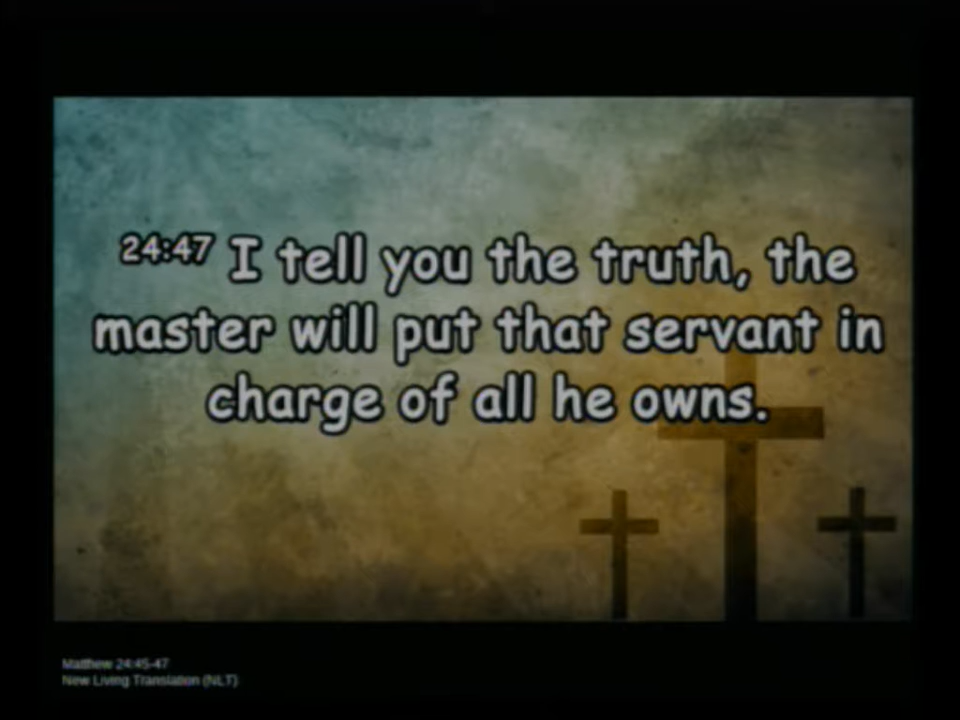 24:47 I tell you the truth, the
master will put that servant in
charge of all he owns.
Matthew 24:45-47
New Living Translation (NLT)